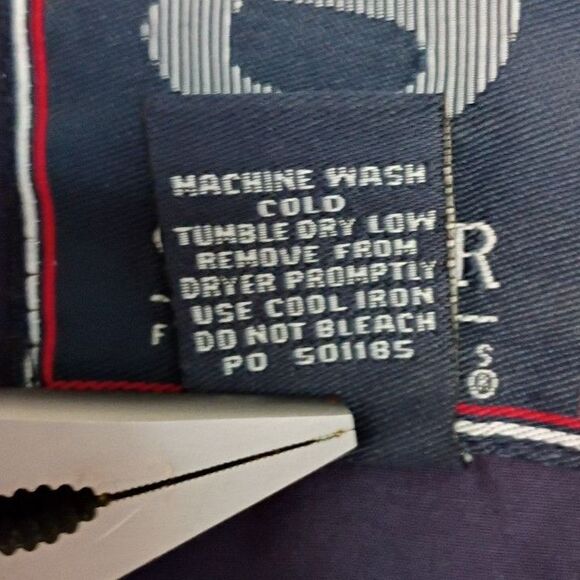 MACHINE WASH
COLD
TUMBLE DRY LOW
REMOVE FROM
DRYER PROMPTLY
USE COOL IRON
DO NOT BLEACH
PO 501185
R
F
S
®